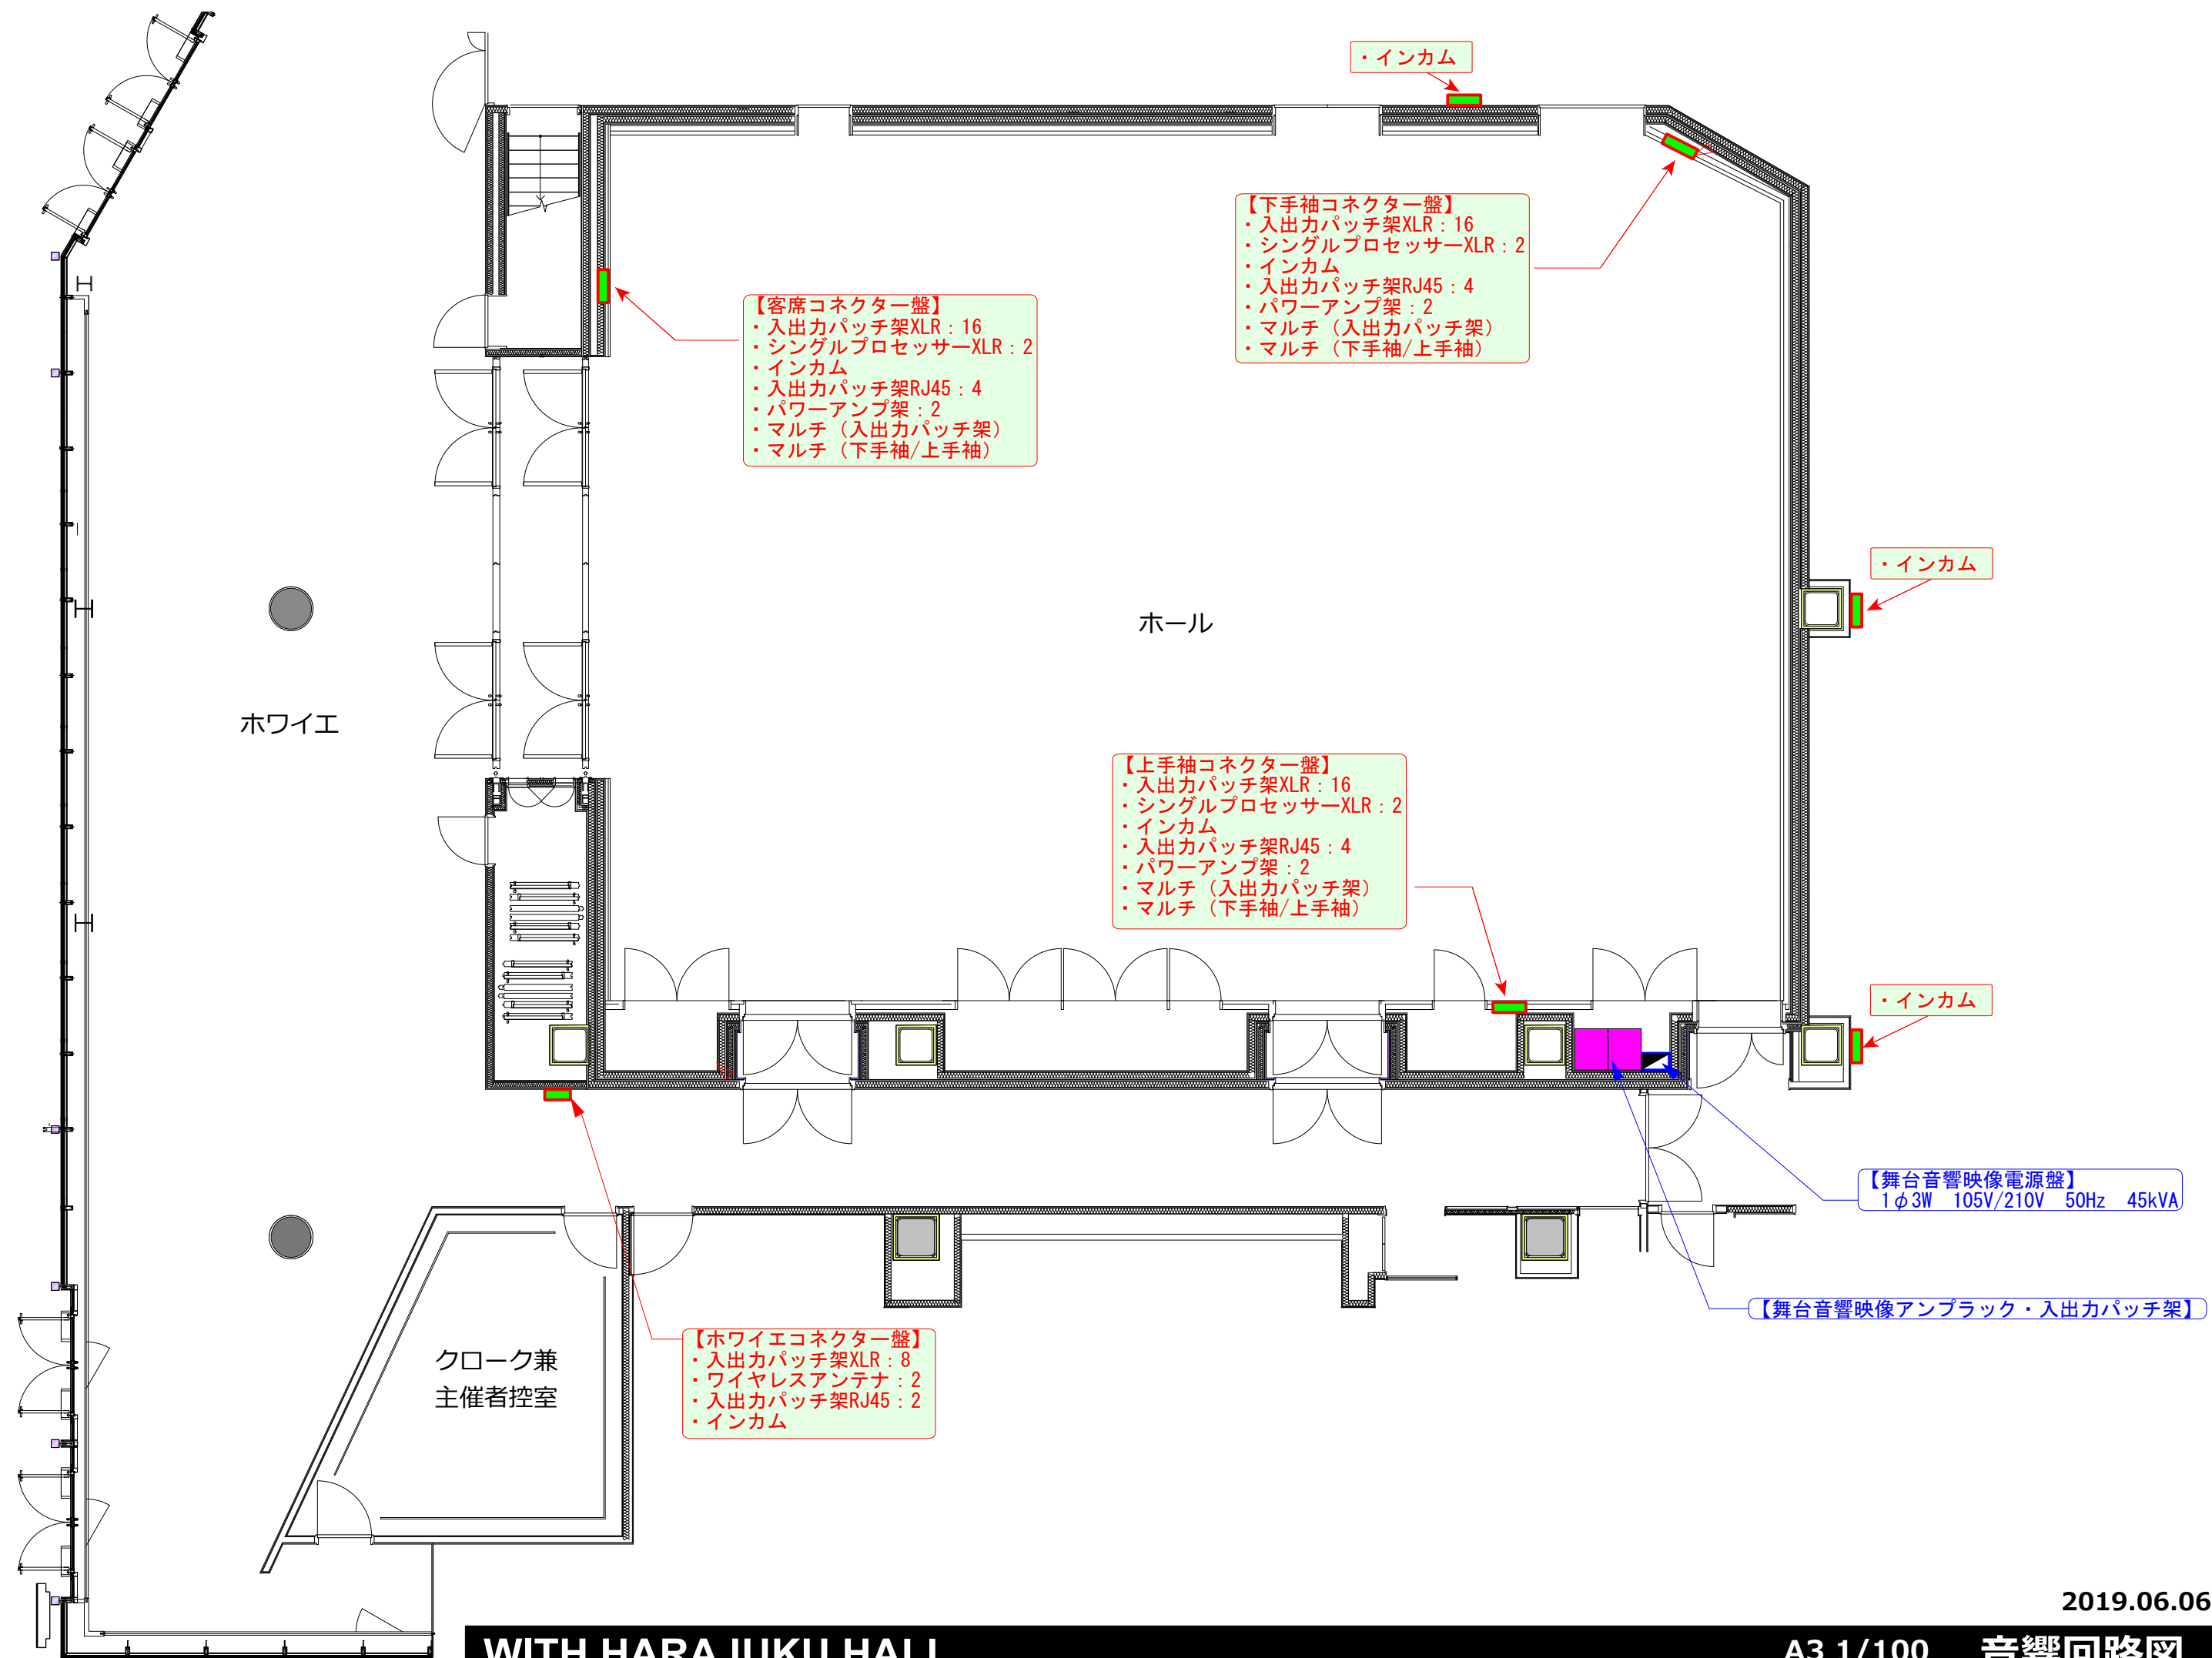 ・インカム
【下手袖コネクター盤】
・入出力パッチ架XLR：16
・シングルプロセッサーXLR：2
・インカム
・入出力パッチ架RJ45：4
・パワーアンプ架：2
・マルチ（入出力パッチ架）
・マルチ（下手袖/上手袖）
【客席コネクター盤】
・入出力パッチ架XLR：16
・シングルプロセッサーXLR：2
・インカム
・入出力パッチ架RJ45：4
・パワーアンプ架：2
・マルチ（入出力パッチ架）
・マルチ（下手袖/上手袖）
・インカム
ホール
ホワイエ
【上手袖コネクター盤】
・入出力パッチ架XLR：16
・シングルプロセッサーXLR：2
・インカム
・入出力パッチ架RJ45：4
・パワーアンプ架：2
・マルチ（入出力パッチ架）
・マルチ（下手袖/上手袖）
・インカム
【舞台音響映像電源盤】
1φ3W 105V/210V 50Hz 45kVA
【舞台音響映像アンプラック・入出力パッチ架】
【ホワイエコネクター盤】
・入出力パッチ架XLR：8
・ワイヤレスアンテナ：2
・入出力パッチ架RJ45：2
・インカム
クローク兼
主催者控室
2019.06.06
WITH HARAJUKU HALL
A3 1/100 音響回路図